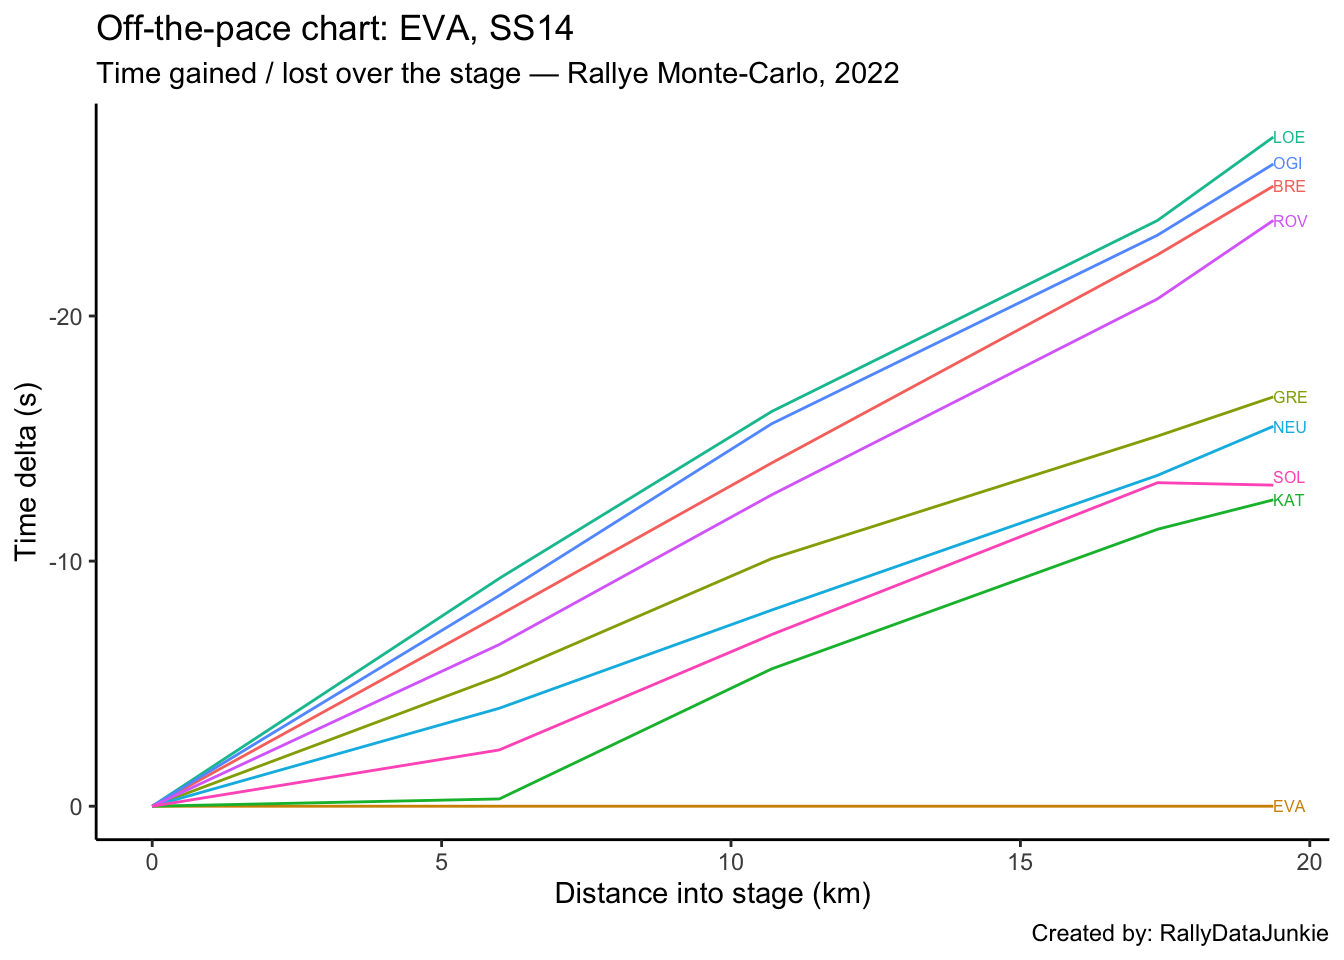 Off-the-pace chart: EVA, SS14
Time gained / lost over the stage — Rallye Monte-Carlo, 2022
LOE
OGI
BRE
ROV
-20
GRE
NEU
SOL
KAT
Time delta (s)
-10
0
EVA
0 5 10 15 20
Distance into stage (km)
Created by: RallyDataJunkie